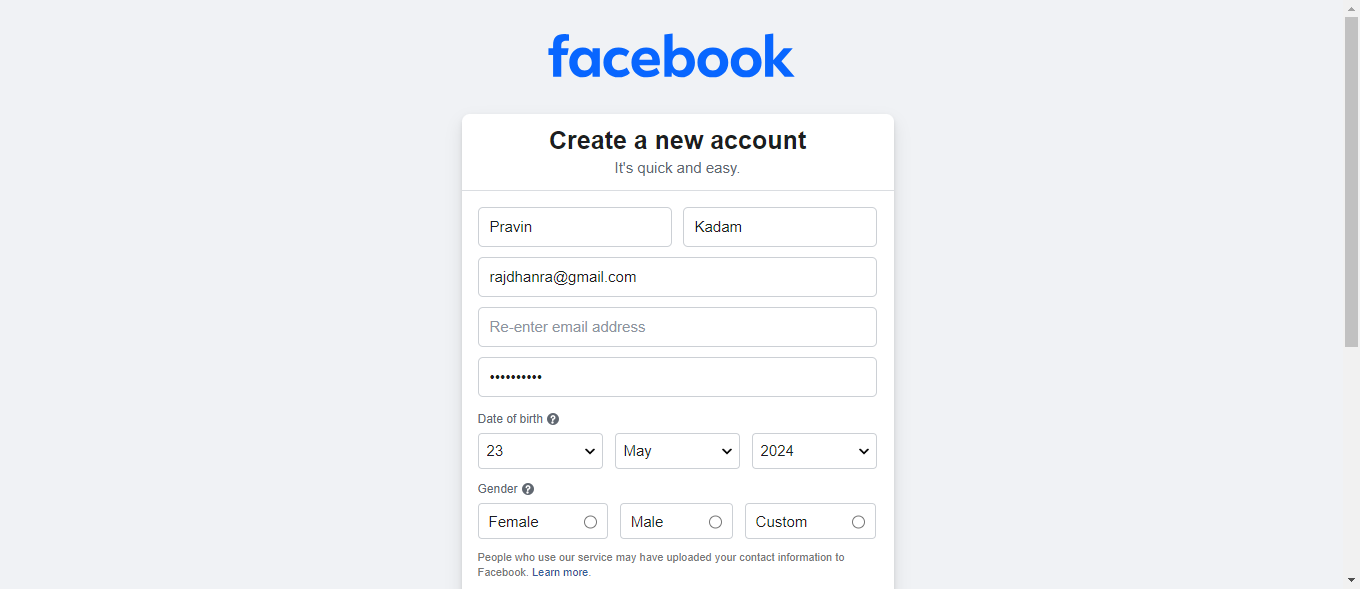 facebook
Create a new account
It's quick and easy.
Pravin Kadam
rajdhanra@gmail.com
Re-enter email address
••••••••••
Date of birth ?
23 May 2024
Gender ?
Female Male Custom
People who use our service may have uploaded your contact information to
Facebook. Learn more.